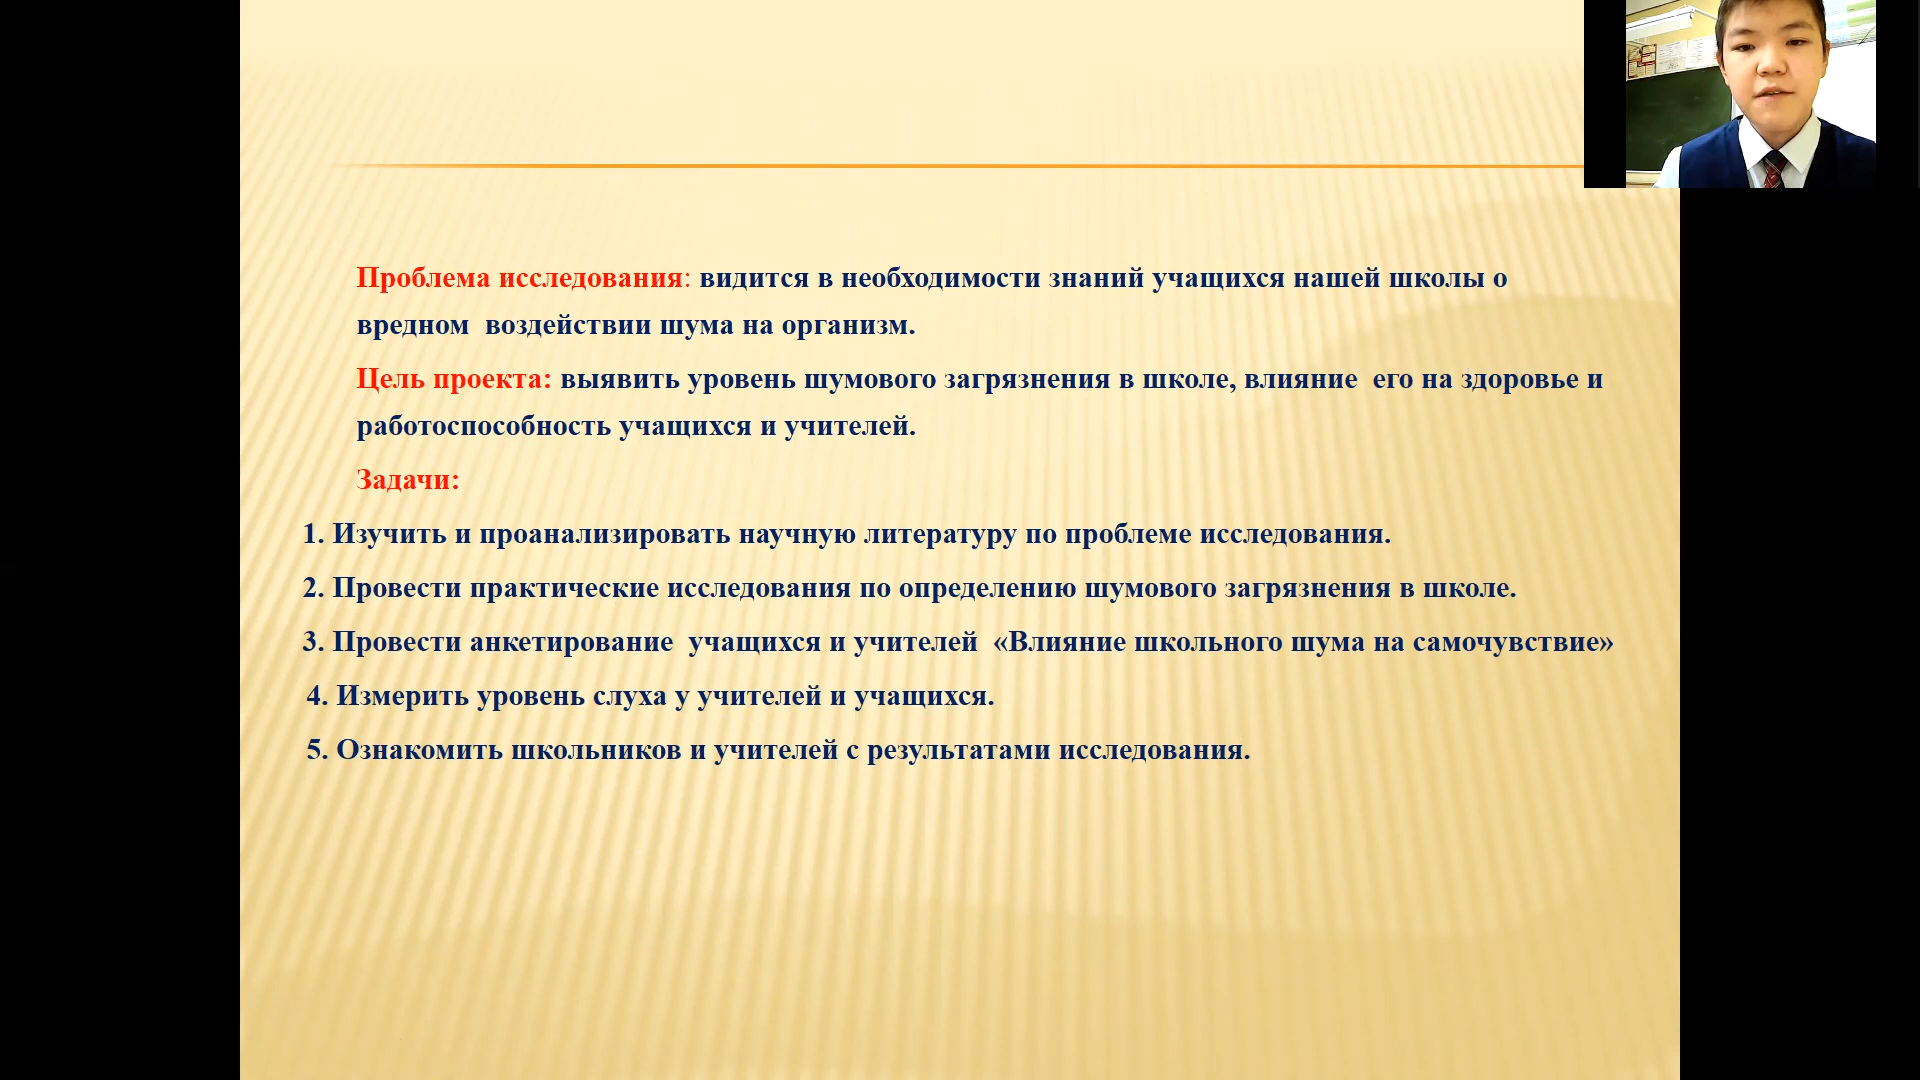 Проблема исследования: видится в необходимости знаний учащихся нашей школы о
вредном  воздействии шума на организм.
Цель проекта: выявить уровень шумового загрязнения в школе, влияние  его на здоровье и
работоспособность учащихся и учителей.
Задачи:
1. Изучить и проанализировать научную литературу по проблеме исследования.
2. Провести практические исследования по определению шумового загрязнения в школе.
3. Провести анкетирование  учащихся и учителей  «Влияние школьного шума на самочувствие»
4. Измерить уровень слуха у учителей и учащихся.
5. Ознакомить школьников и учителей с результатами исследования.